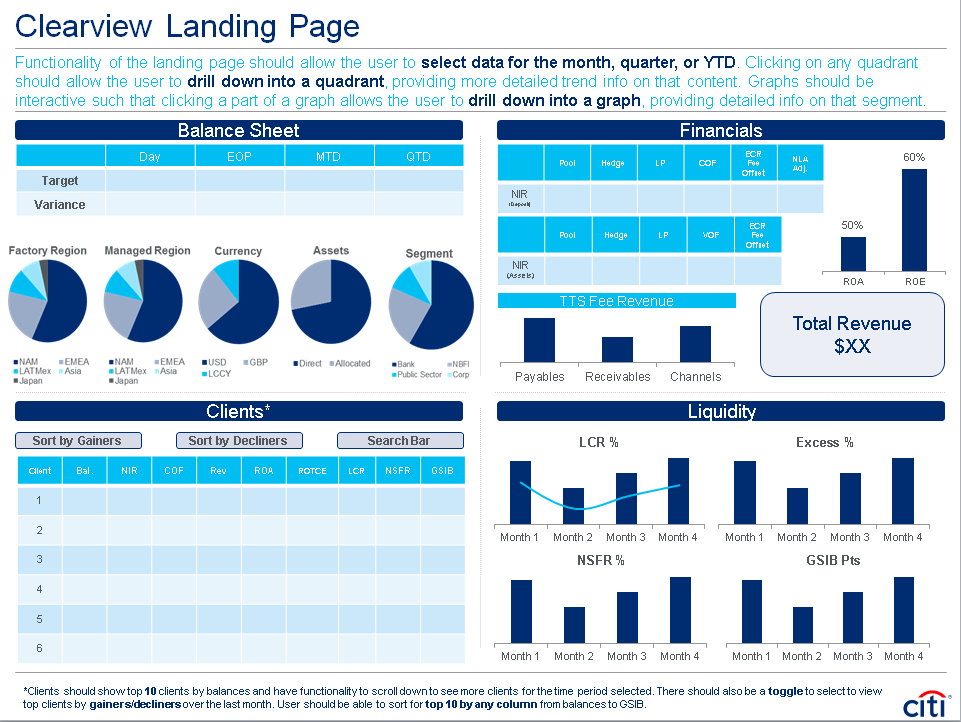 Clearview Landing Page
Functionality of the landing page should allow the user to select data for the month, quarter, or YTD. Clicking on any quadrant
should allow the user to drill down into a quadrant, providing more detailed trend info on that content. Graphs should be
interactive such that clicking a part of a graph allows the user to drill down into a graph, providing detailed info on that segment.
Balance Sheet
Day EOP MTD QTD
Target
Variance
Factory Region Managed Region Currency Assets Segment
NAM EMEA NAM EMEA USD GBP Direct Allocated Bank NBFI
LATMex Asia LATMex Asia LCCY Public Sector Corp
Japan Japan
Financials
Pool Hedge LP COF ECR Fee Offset NLA Adj.
NIR
(Deposit)
Pool Hedge LP VOF ECR Fee Offset
NIR
(Assets)
60%
50%
ROA ROE
TTS Fee Revenue
Payables Receivables Channels
Total Revenue
$XX
Clients*
Sort by Gainers Sort by Decliners Search Bar
Client Bal. NIR COF Rev ROA ROTCE LCR NSFR GSIB
1
2
3
4
5
6
Liquidity
LCR % Excess %
Month 1 Month 2 Month 3 Month 4 Month 1 Month 2 Month 3 Month 4
NSFR % GSIB Pts
Month 1 Month 2 Month 3 Month 4 Month 1 Month 2 Month 3 Month 4
*Clients should show top 10 clients by balances and have functionality to scroll down to see more clients for the time period selected. There should also be a toggle to select to view
top clients by gainers/decliners over the last month. User should be able to sort for top 10 by any column from balances to GSIB.
citi®